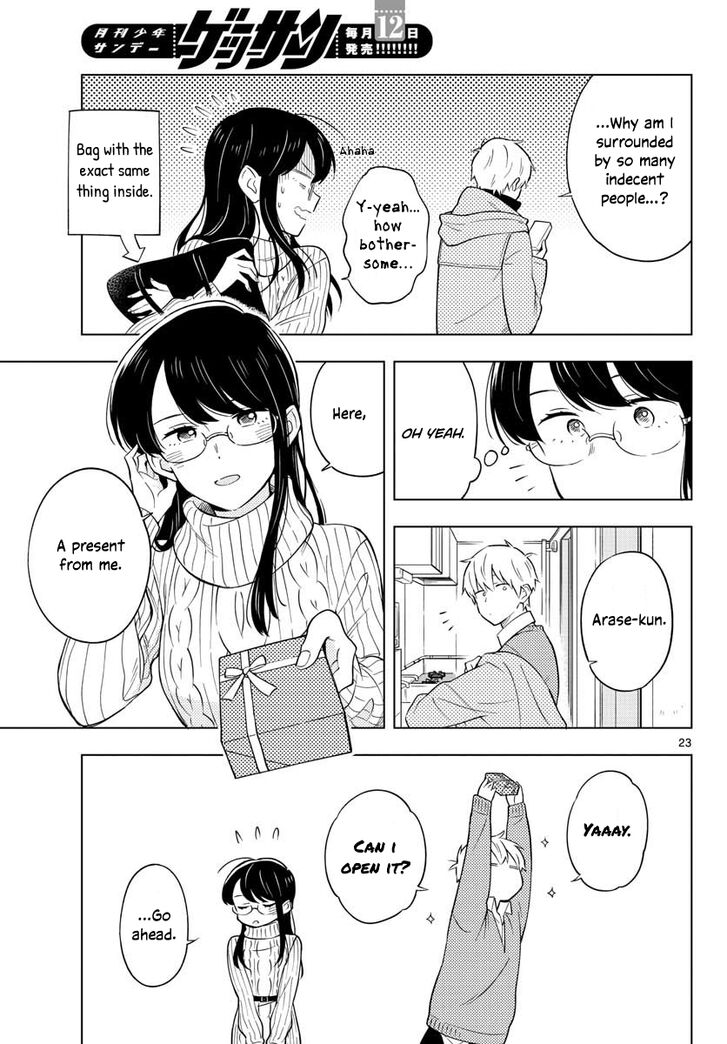 月刊少年
サンデー
ゲッサン
毎月12日
発売!!!!!!!!
...Why am I
surrounded
by so many
indecent
people...?
Ahaha
Y-yeah...
how
bother-
some...
Bag with the
exact same
thing inside.
OH YEAH.
Here,
A present
from me.
Arase-kun.
23
YAAAY.
CAN I
OPEN IT?
...Go
ahead.